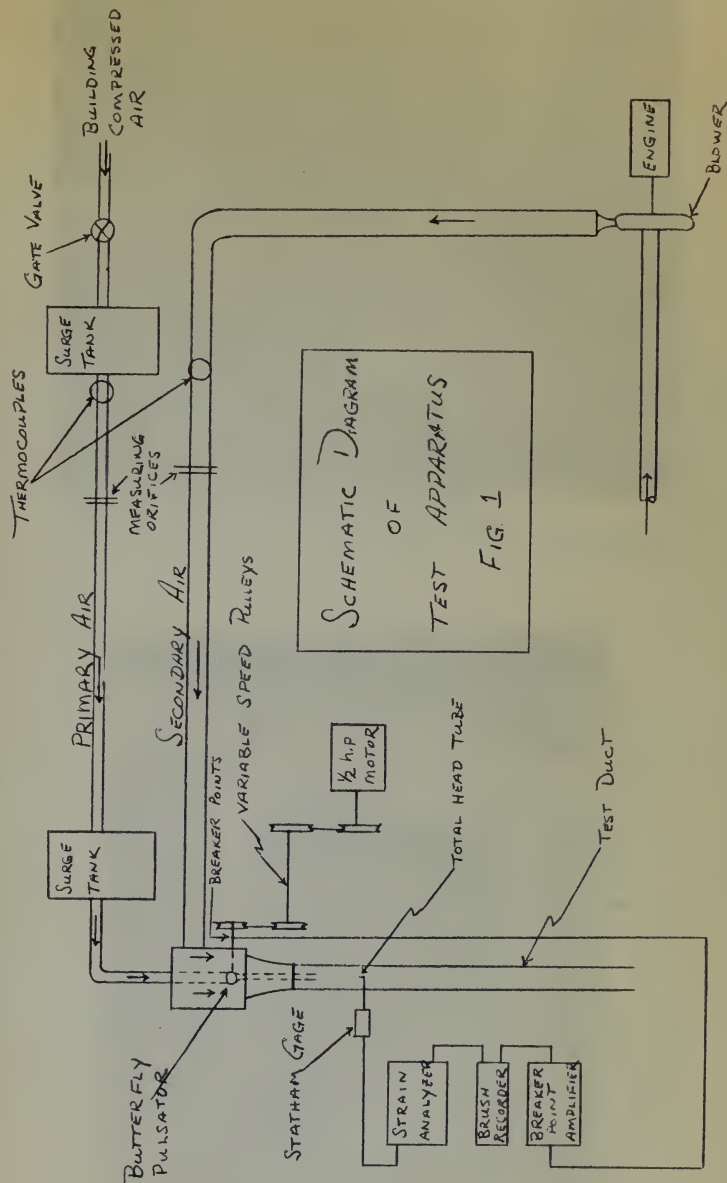 BUILDING
COMPRESSED
AIR
GATE VALVE
SURGE
TANK
THERMOCOUPLES
MEASURING
ORIFICES
PRIMARY AIR
SECONDARY AIR
SURGE
TANK
BUTTERFLY
PULSATOR
BREAKER POINTS
VARIABLE SPEED PULLEYS
1/2 h.p
MOTOR
TOTAL HEAD TUBE
TEST DUCT
STATHAM GAGE
STRAIN
ANALYZER
BRUSH
RECORDER
BREAKER
POINT
AMPLIFIER
ENGINE
BLOWER
SCHEMATIC DIAGRAM
OF
TEST APPARATUS
FIG. 1